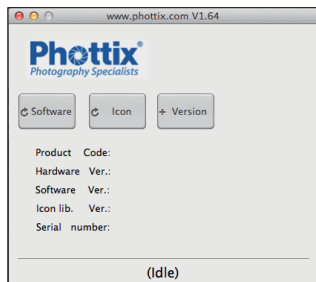 www.phottix.com V1.64
Phottix®
Photography Specialists
Software Icon + Version
Product Code:
Hardware Ver.:
Software Ver.:
Icon lib. Ver.:
Serial number:
(Idle)